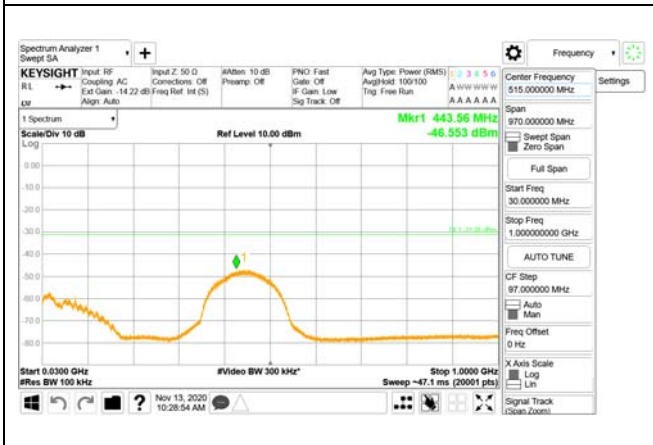 Spectrum Analyzer 1
Swept SA
+
Frequency
KEYSIGHT
RL
Input: RF
Coupling: AC
Ext Gain: -14.22 dB
Align: Auto
Input Z: 50 Ω
Corrections: Off
Freq Ref: Int (S)
#Atten: 10 dB
Preamp: Off
PNO: Fast
Gate: Off
IF Gain: Low
Sig Track: Off
Avg Type: Power (RMS)
Avg|Hold: 100/100
Trig: Free Run
1 2 3 4 5 6
A W W W W W
A A A A A A
1 Spectrum
Scale/Div 10 dB
Log
Ref Level 10.00 dBm
Mkr1 443.56 MHz
-46.553 dBm
0.00
-10.0
-20.0
-30.0
-40.0
-50.0
-60.0
-70.0
-80.0
1
Start 0.0300 GHz
#Res BW 100 kHz
#Video BW 300 kHz*
Stop 1.0000 GHz
Sweep ~47.1 ms (20001 pts)
Center Frequency
515.000000 MHz
Settings
Span
970.000000 MHz
Swept Span
Zero Span
Full Span
Start Freq
30.000000 MHz
Stop Freq
1.000000000 GHz
AUTO TUNE
CF Step
97.000000 MHz
Auto
Man
Freq Offset
0 Hz
X Axis Scale
Log
Lin
Signal Track
(Span Zoom)
?
Nov 13, 2020
10:28:54 AM